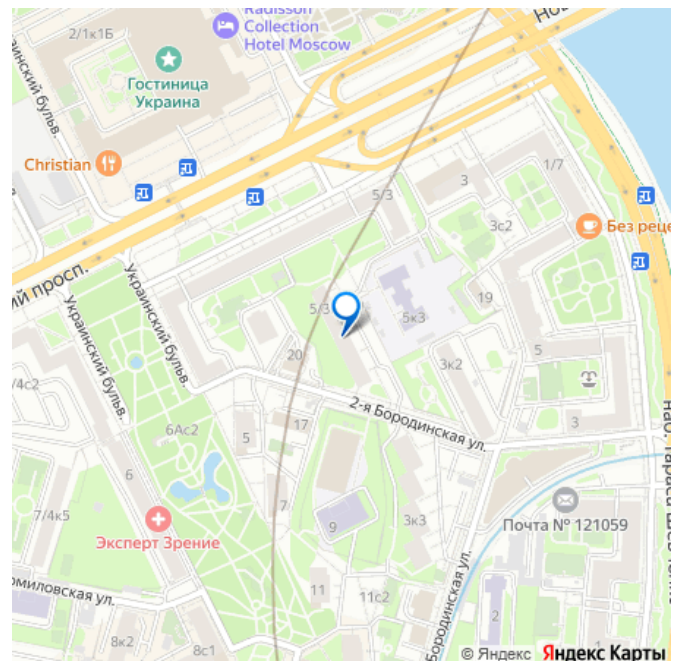 2/1к1Б
Radisson
Collection
Hotel Moscow
Гостиница
Украина
Украинский бульв.
Christian
5/3
3
1/7
3с2
Без реце
ий просп.
Украинский бульв.
Украинский бульв.
5/3
5к3
19
20
3к2
5
/4с2
2-я Бородинская ул.
6Ас2
5
17
3
6
7
7/4к5
Эксперт Зрение
9
3к3
Почта № 121059
омиловская ул.
11
11с2
Бородинская ул.
2
8к2
8с1
1
© Яндекс Яндекс Карты